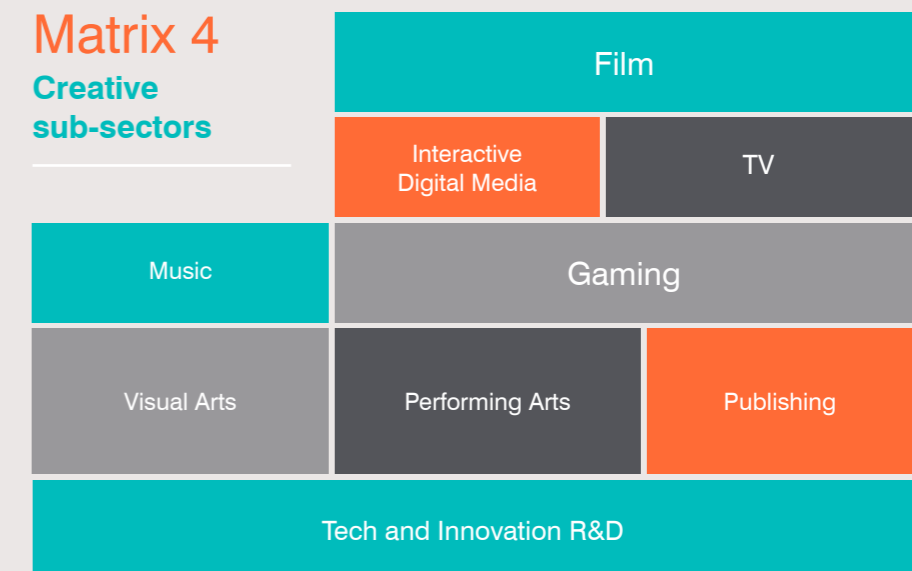 Matrix 4
Creative
sub-sectors
Film
Interactive
Digital Media
TV
Music
Gaming
Visual Arts
Performing Arts
Publishing
Tech and Innovation R&D